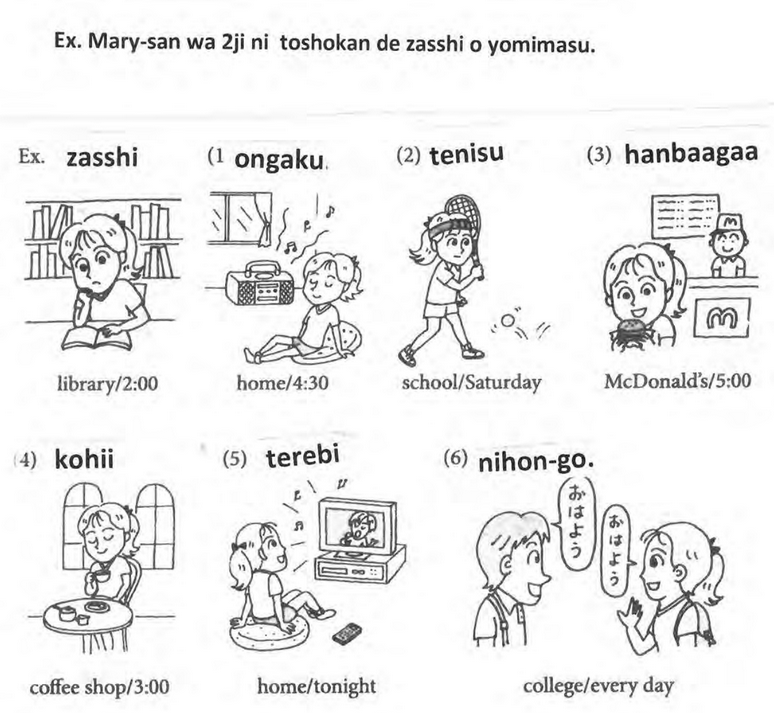 Ex. Mary-san wa 2ji ni toshokan de zasshi o yomimasu.
Ex. zasshi
(1 ongaku.
(2) tenisu
(3) hanbaagaa
M
M
library/2:00
home/4:30
school/Saturday
McDonald's/5:00
(4) kohii
(5) terebi
(6) nihon-go.
おはよう
おはよう
coffee shop/3:00
home/tonight
college/every day